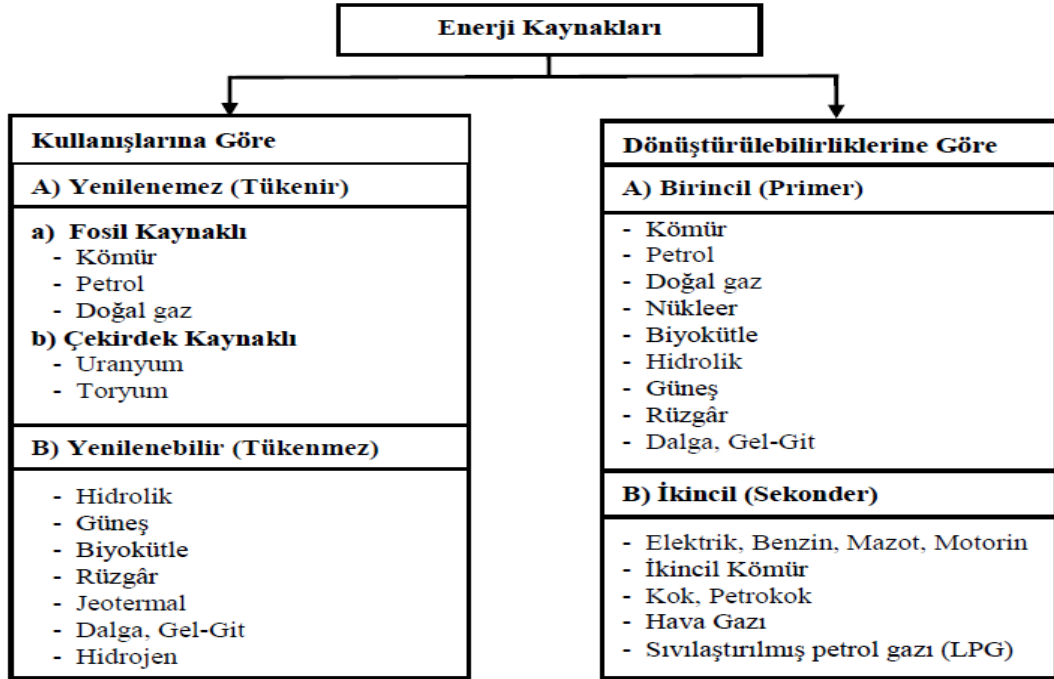 Enerji Kaynakları
Kullanışlarına Göre
A) Yenilenemez (Tükenir)
a) Fosil Kaynaklı
- Kömür
- Petrol
- Doğal gaz
b) Çekirdek Kaynaklı
- Uranyum
- Toryum
B) Yenilenebilir (Tükenmez)
- Hidrolik
- Güneş
- Biyokütle
- Rüzgâr
- Jeotermal
- Dalga, Gel-Git
- Hidrojen
Dönüştürülebilirliklerine Göre
A) Birincil (Primer)
- Kömür
- Petrol
- Doğal gaz
- Nükleer
- Biyokütle
- Hidrolik
- Güneş
- Rüzgâr
- Dalga, Gel-Git
B) İkincil (Sekonder)
- Elektrik, Benzin, Mazot, Motorin
- İkincil Kömür
- Kok, Petrokok
- Hava Gazı
- Sıvılaştırılmış petrol gazı (LPG)